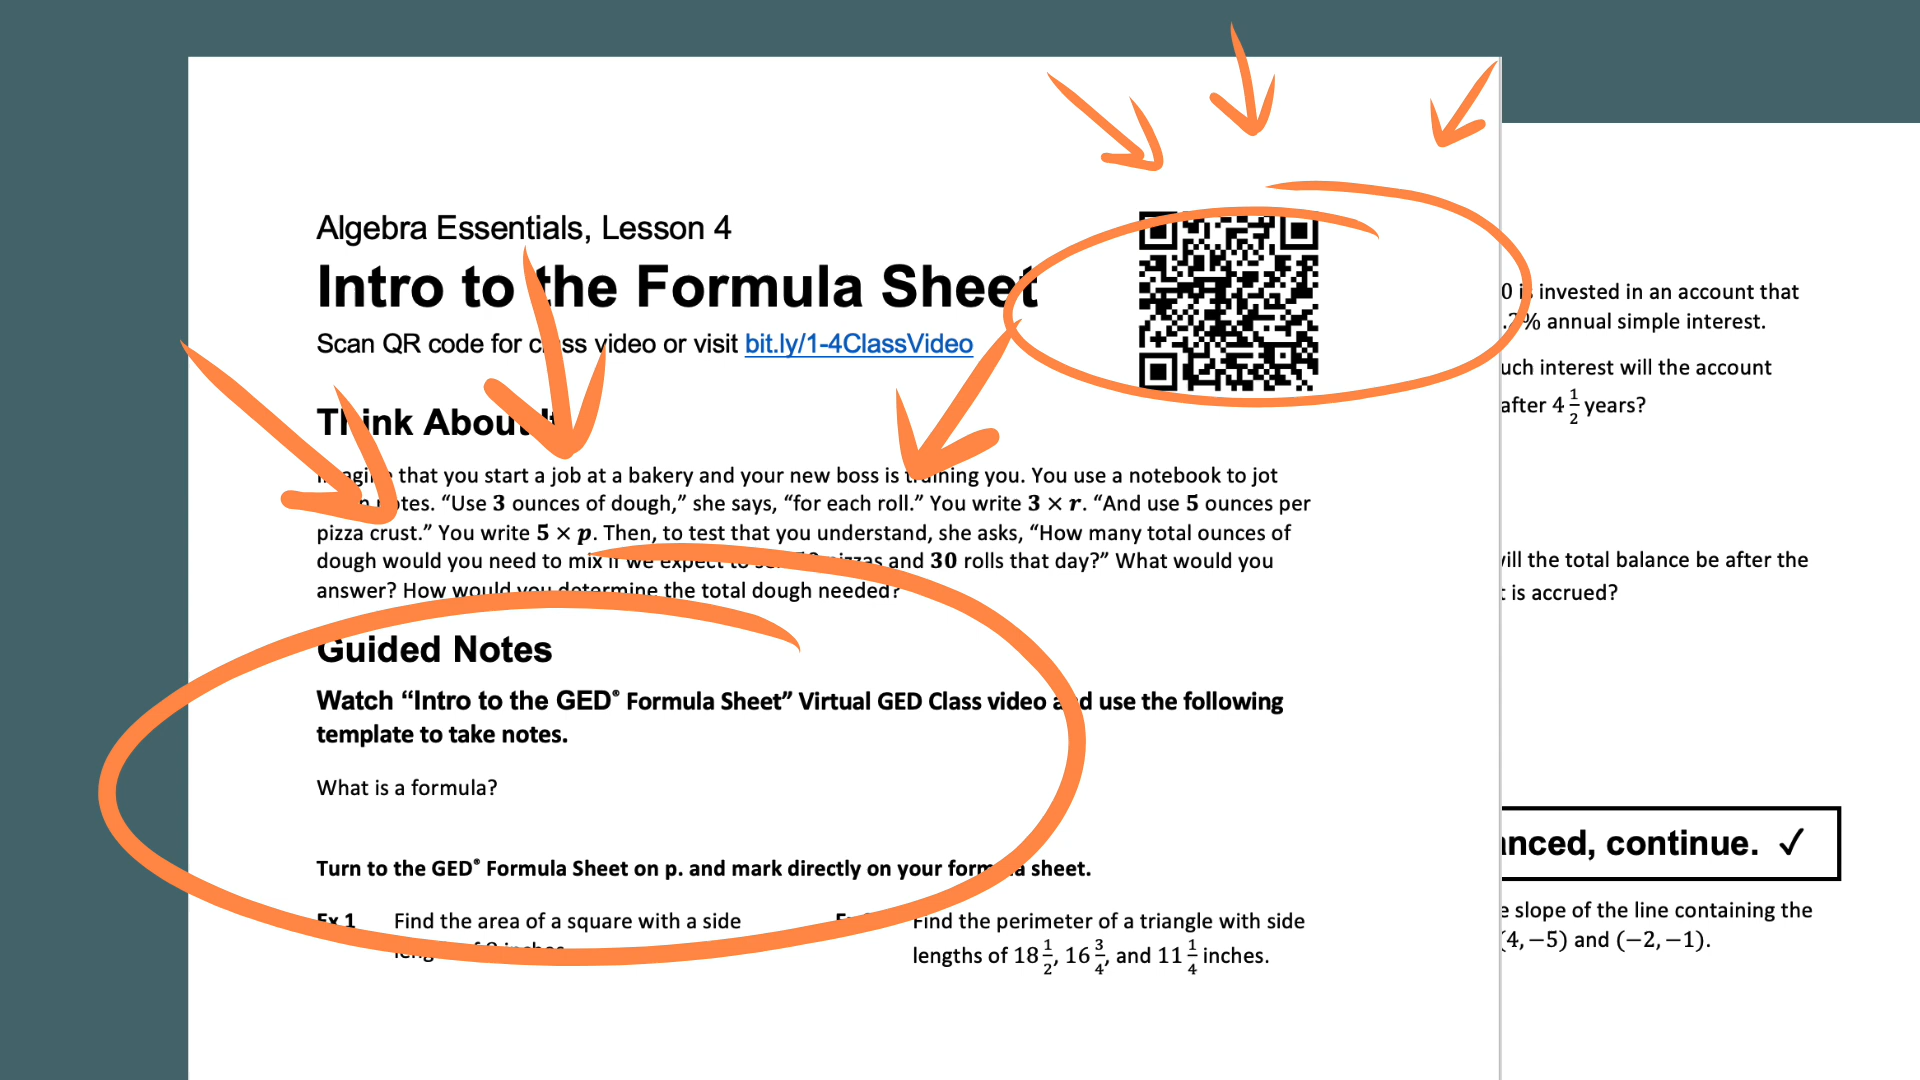 Algebra Essentials, Lesson 4
Intro to the Formula Sheet
Scan QR code for class video or visit bit.ly/1-4ClassVideo
Think About It
Imagine that you start a job at a bakery and your new boss is training you. You use a notebook to jot
notes. “Use 3 ounces of dough,” she says, “for each roll.” You write 3 × r. “And use 5 ounces per
pizza crust.” You write 5 × p. Then, to test that you understand, she asks, “How many total ounces of
dough would you need to mix if we expect to pizzas and 30 rolls that day?” What would you
answer? How would you determine the total dough needed?
Guided Notes
Watch “Intro to the GED® Formula Sheet” Virtual GED Class video and use the following
template to take notes.
What is a formula?
Turn to the GED® Formula Sheet on p. and mark directly on your formula sheet.
Ex 1 Find the area of a square with a side
inches
Find the perimeter of a triangle with side
lengths of 18 1/2, 16 3/4, and 11 1/4 inches.
is invested in an account that
% annual simple interest.
interest will the account
after 4 1/2 years?
will the total balance be after the
is accrued?
continue. ✓
slope of the line containing the
(4, −5) and (−2, −1).